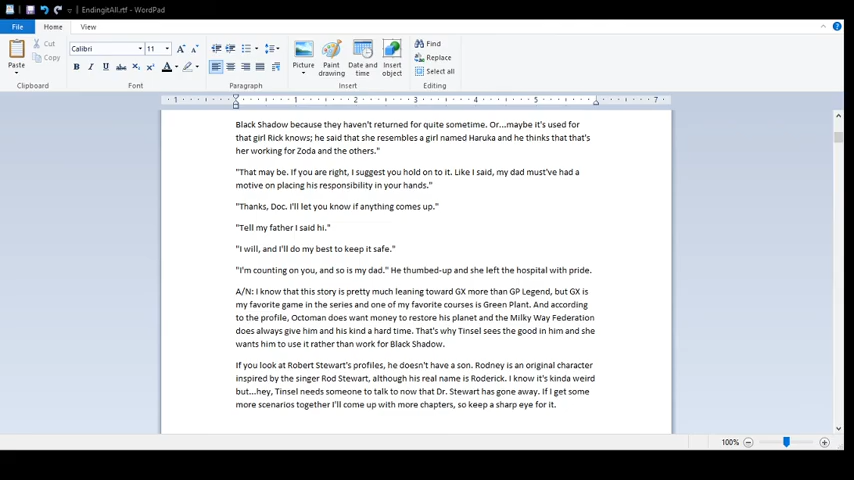 EndingitAll.rtf - WordPad
File Home View
Cut
Copy
Paste
Clipboard
Calibri 11
B I U abc X₂ X² A
Font
Paragraph
Picture
Paint drawing
Date and time
Insert object
Insert
Find
Replace
Select all
Editing
1 1 2 3 4 5 7
Black Shadow because they haven't returned for quite sometime. Or...maybe it's used for
that girl Rick knows; he said that she resembles a girl named Haruka and he thinks that that's
her working for Zoda and the others."
"That may be. If you are right, I suggest you hold on to it. Like I said, my dad must've had a
motive on placing his responsibility in your hands."
"Thanks, Doc. I'll let you know if anything comes up."
"Tell my father I said hi."
"I will, and I'll do my best to keep it safe."
"I'm counting on you, and so is my dad." He thumbed-up and she left the hospital with pride.
A/N: I know that this story is pretty much leaning toward GX more than GP Legend, but GX is
my favorite game in the series and one of my favorite courses is Green Plant. And according
to the profile, Octoman does want money to restore his planet and the Milky Way Federation
does always give him and his kind a hard time. That's why Tinsel sees the good in him and she
wants him to use it rather than work for Black Shadow.
If you look at Robert Stewart's profiles, he doesn't have a son. Rodney is an original character
inspired by the singer Rod Stewart, although his real name is Roderick. I know it's kinda weird
but...hey, Tinsel needs someone to talk to now that Dr. Stewart has gone away. If I get some
more scenarios together I'll come up with more chapters, so keep a sharp eye for it.
100%